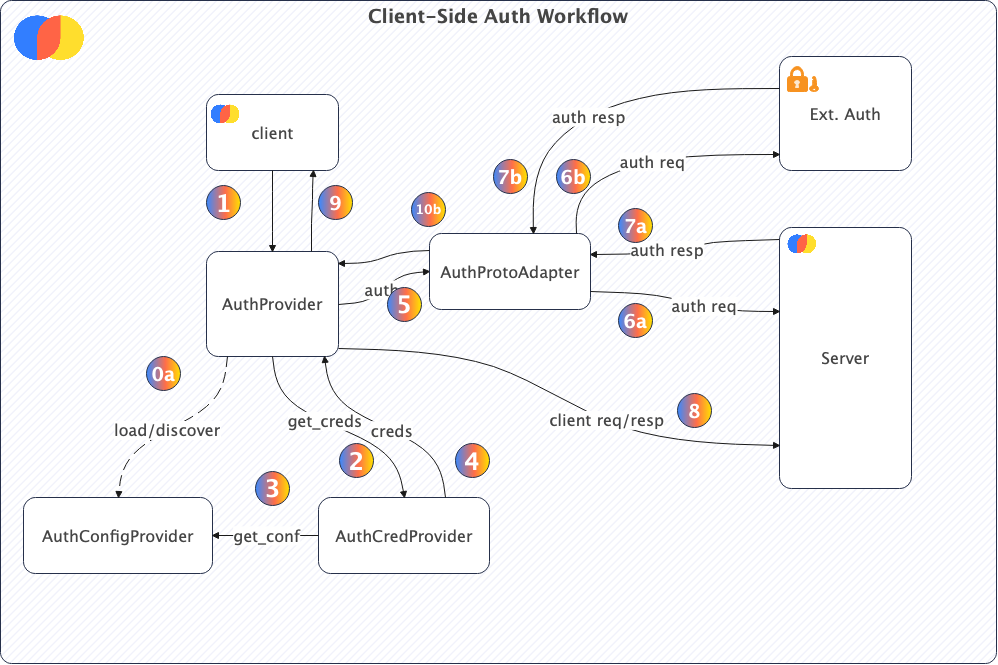 Client-Side Auth Workflow
client
Ext. Auth
auth resp
auth req
7b
6b
1
9
10b
7a
auth resp
AuthProtoAdapter
AuthProvider
auth
5
auth req
6a
Server
0a
8
load/discover
get_creds
creds
client req/resp
2
4
3
AuthConfigProvider
get_conf
AuthCredProvider